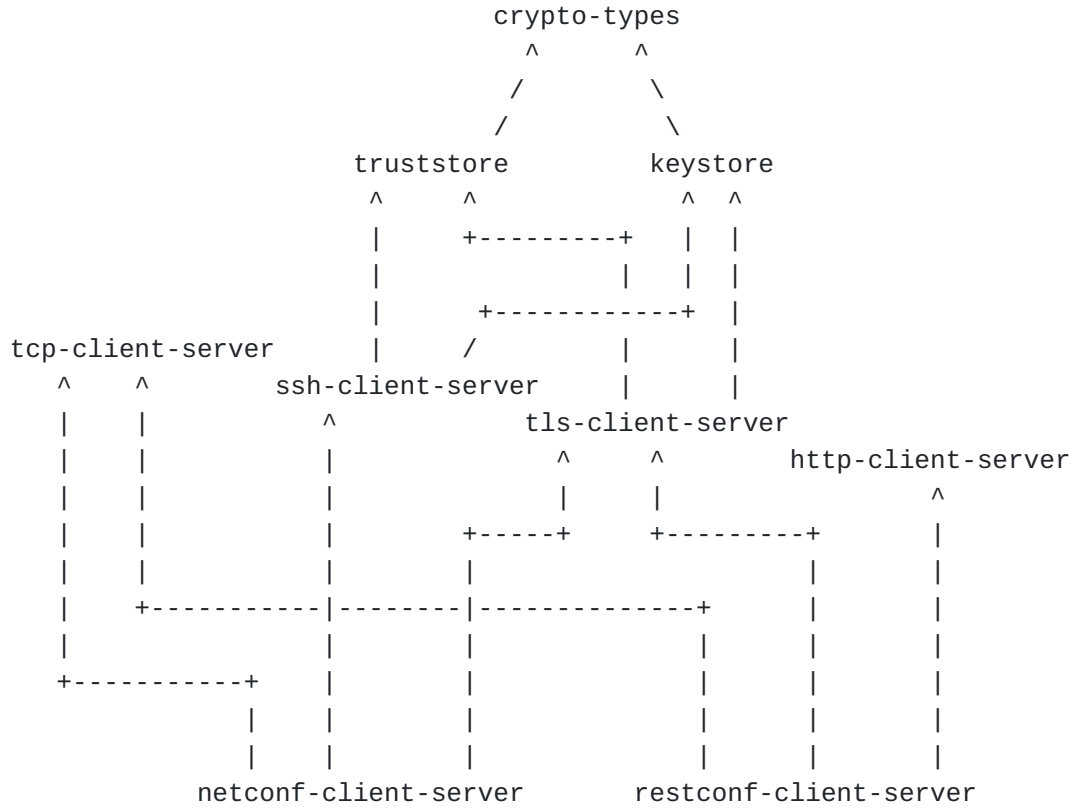 crypto-types
truststore keystore
tcp-client-server
ssh-client-server
tls-client-server
http-client-server
netconf-client-server restconf-client-server